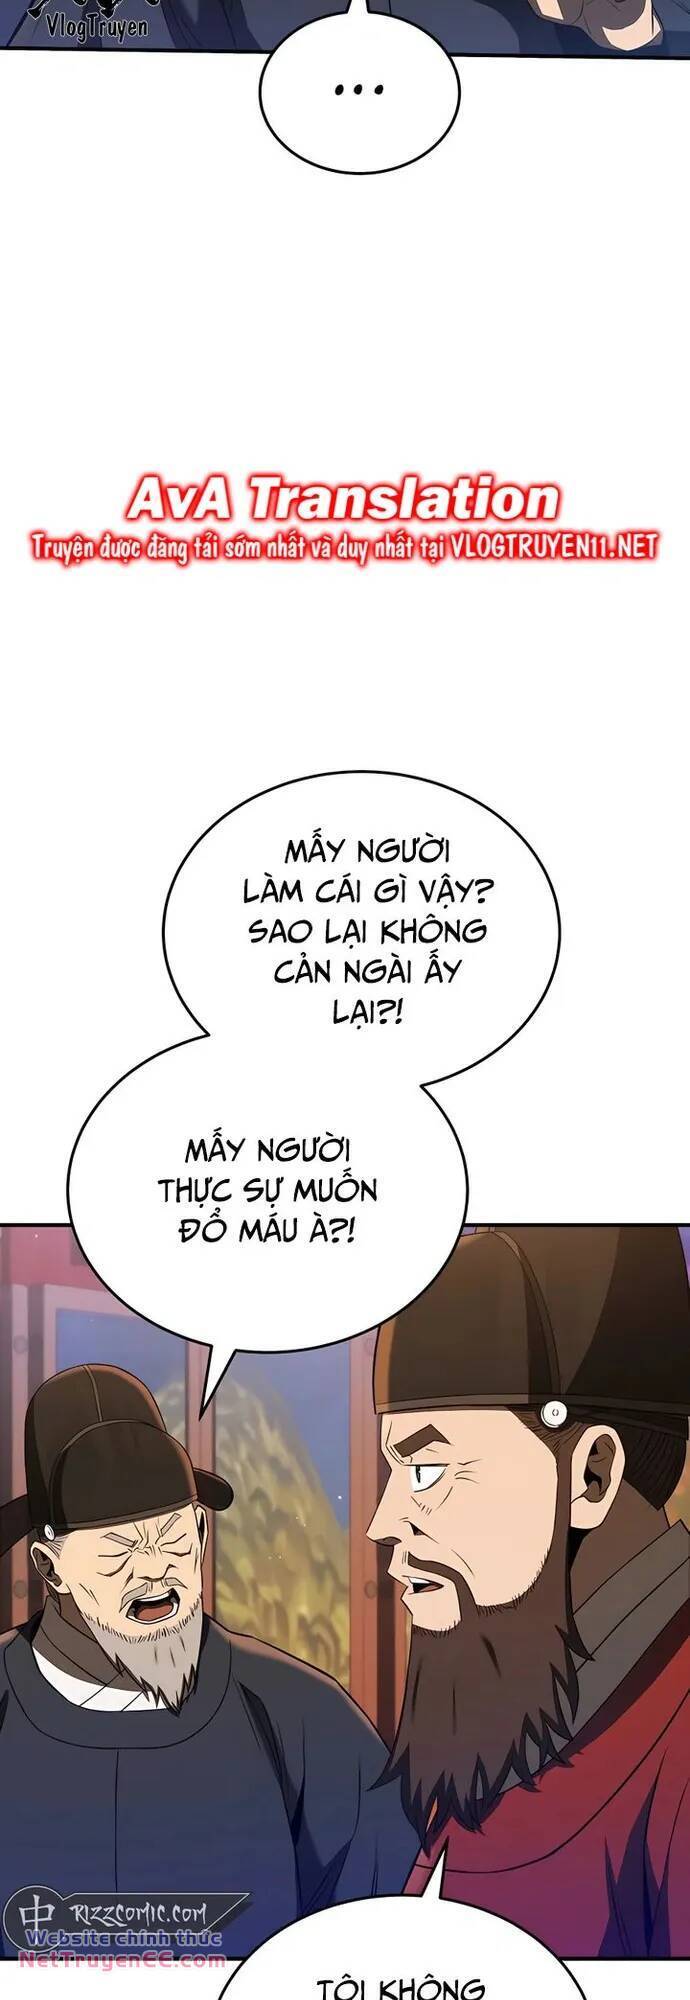 VlogTruyen
...
AvA Translation
Truyện được đăng tải sớm nhất và duy nhất tại VLOGTRUYEN11.NET
MẤY NGƯỜI
LÀM CÁI GÌ VẬY?
SAO LẠI KHÔNG
CẢN NGÀI ẤY
LẠI?!
MẤY NGƯỜI
THỰC SỰ MUỐN
ĐỔ MÁU À?!
中 RIZZCOMIC.COM
Website chính thức
NetTruyenCC.com
TÔI KHÔNG